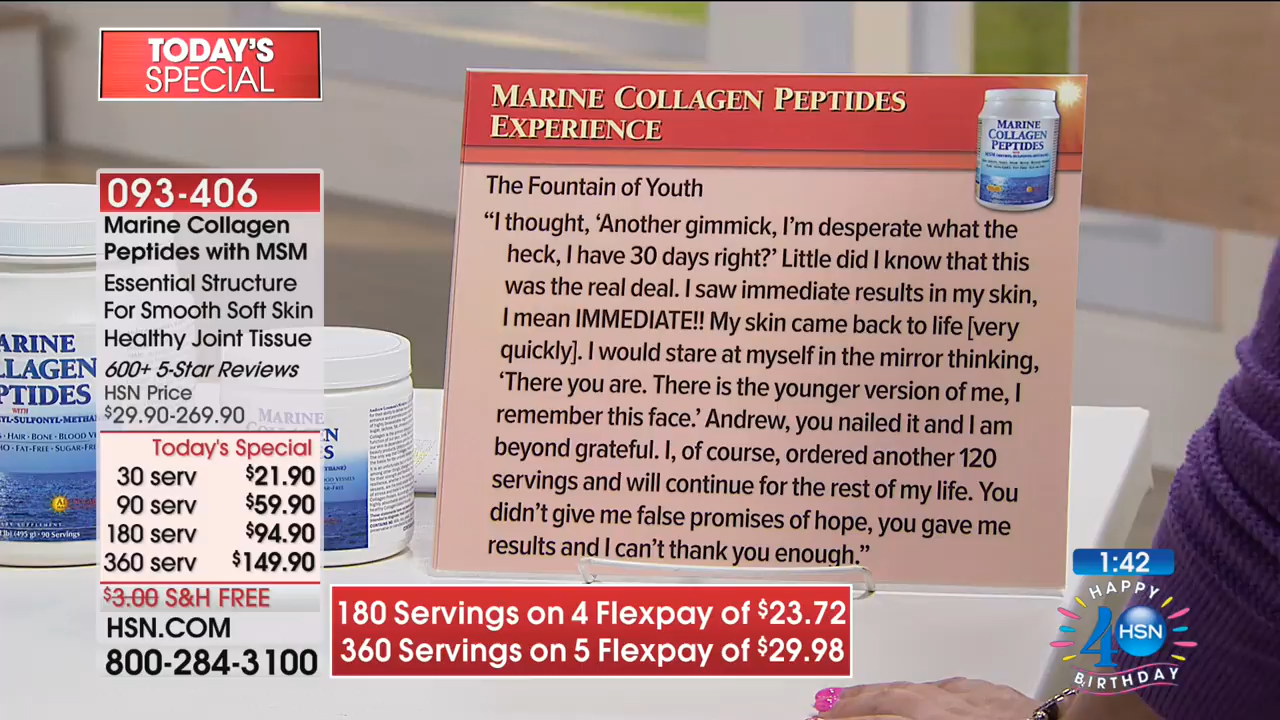 TODAY'S
SPECIAL
093-406
Marine Collagen
Peptides with MSM
Essential Structure
For Smooth Soft Skin
Healthy Joint Tissue
600+ 5-Star Reviews
HSN Price
$29.90-269.90
Today's Special
30 serv $21.90
90 serv $59.90
180 serv $94.90
360 serv $149.90
$3.00 S&H FREE
HSN.COM
800-284-3100
MARINE COLLAGEN PEPTIDES
EXPERIENCE
The Fountain of Youth
“I thought, ‘Another gimmick, I’m desperate what the
heck, I have 30 days right?’ Little did I know that this
was the real deal. I saw immediate results in my skin,
I mean IMMEDIATE!! My skin came back to life [very
quickly]. I would stare at myself in the mirror thinking,
‘There you are. There is the younger version of me, I
remember this face.’ Andrew, you nailed it and I am
beyond grateful. I, of course, ordered another 120
servings and will continue for the rest of my life. You
didn’t give me false promises of hope, you gave me
results and I can’t thank you enough.”
MARINE
COLLAGEN
PEPTIDES
180 Servings on 4 Flexpay of $23.72
360 Servings on 5 Flexpay of $29.98
1:42
HAPPY
40
HSN
BIRTHDAY